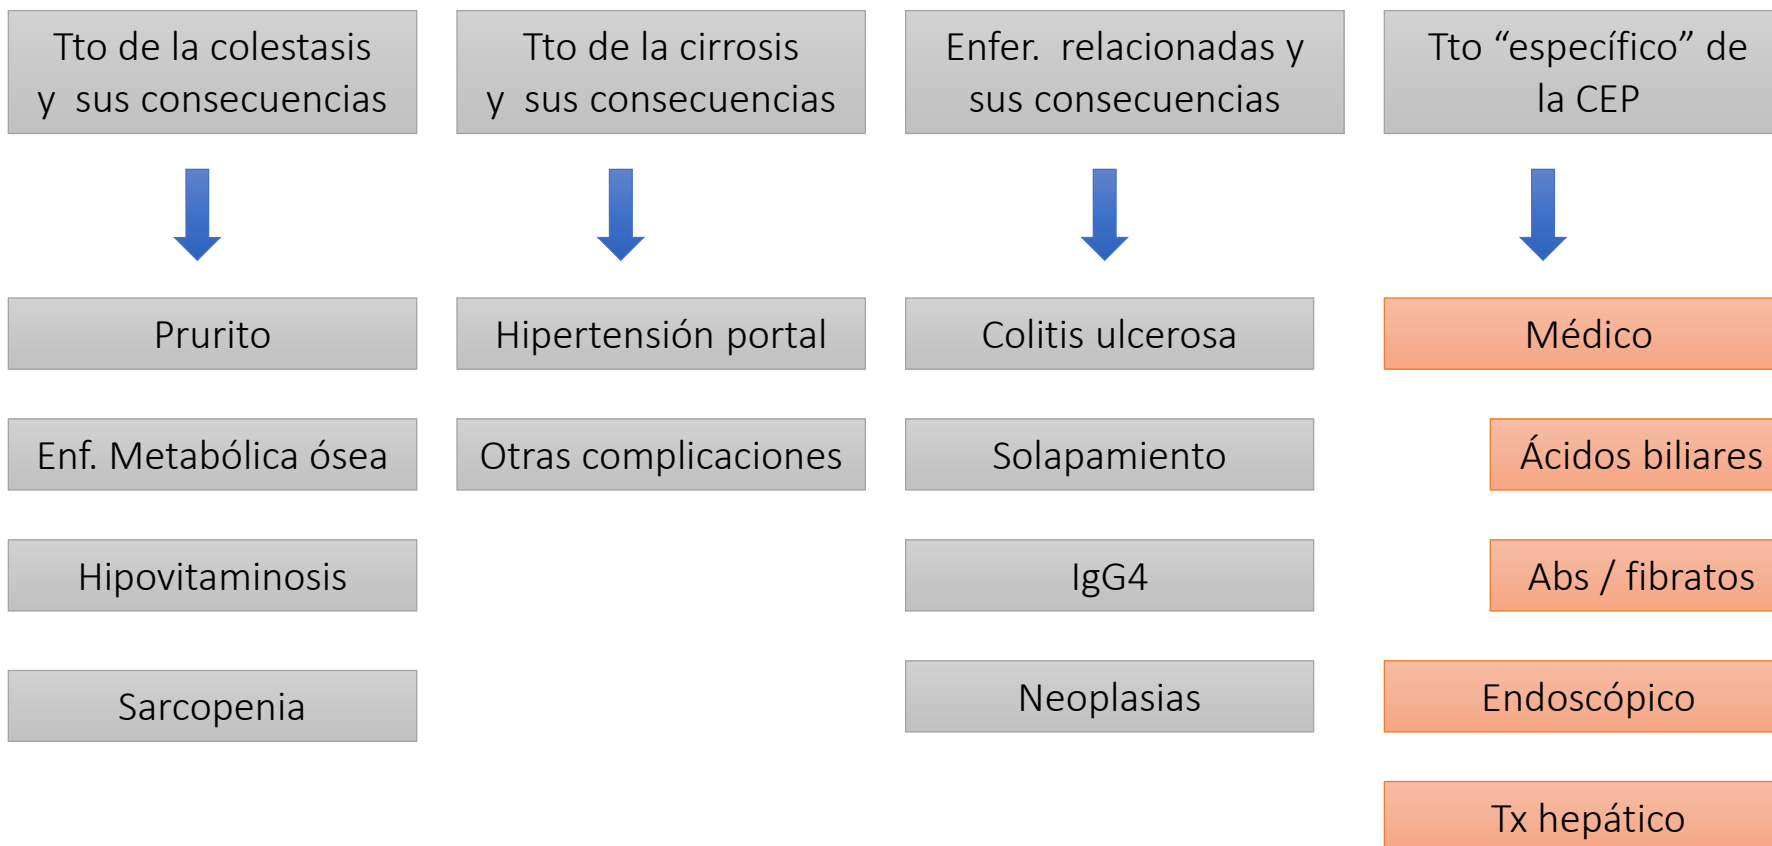 Tto de la colestasis
y sus consecuencias
Prurito
Enf. Metabólica ósea
Hipovitaminosis
Sarcopenia
Tto de la cirrosis
y sus consecuencias
Hipertensión portal
Otras complicaciones
Enfer. relacionadas y
sus consecuencias
Colitis ulcerosa
Solapamiento
IgG4
Neoplasias
Tto “específico” de
la CEP
Médico
Ácidos biliares
Abs / fibratos
Endoscópico
Tx hepático